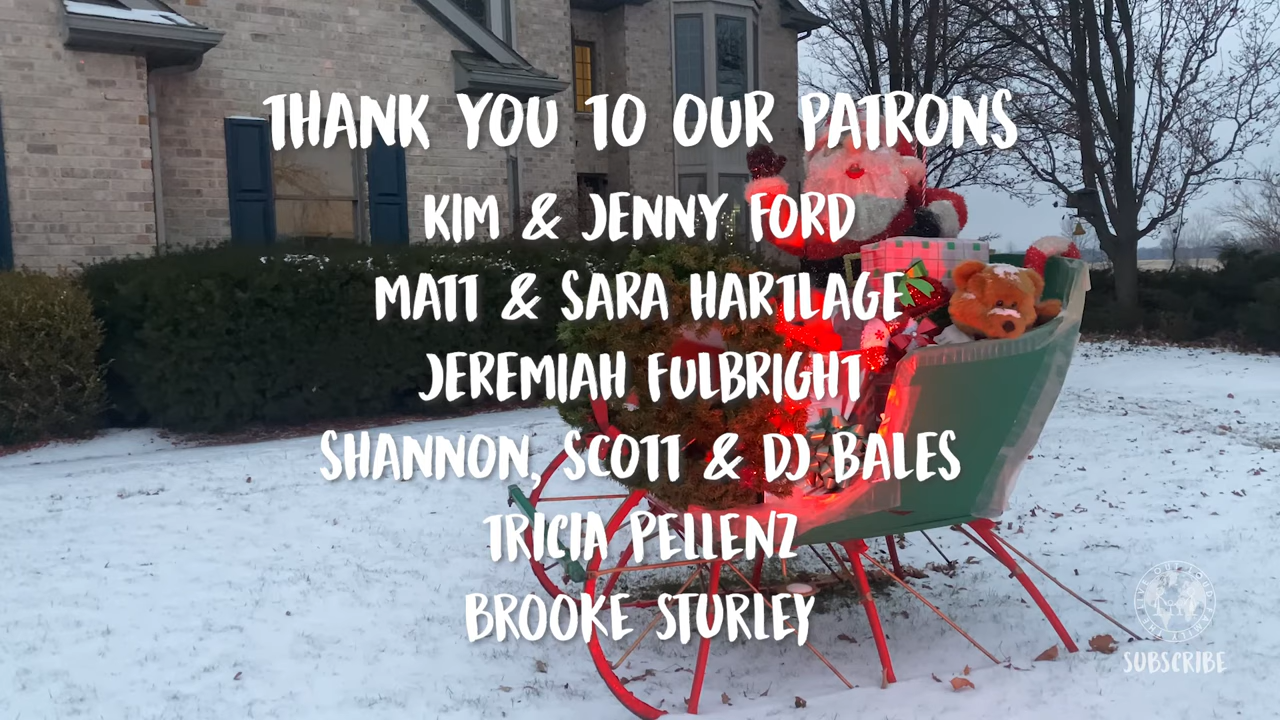 THANK YOU TO OUR PATRONS
KIM & JENNY FORD
MATT & SARA HARTLAGE
JEREMIAH FULBRIGHT
SHANNON, SCOTT & DJ BALES
TRICIA PELLENZ
BROOKE STURLEY
SUBSCRIBE